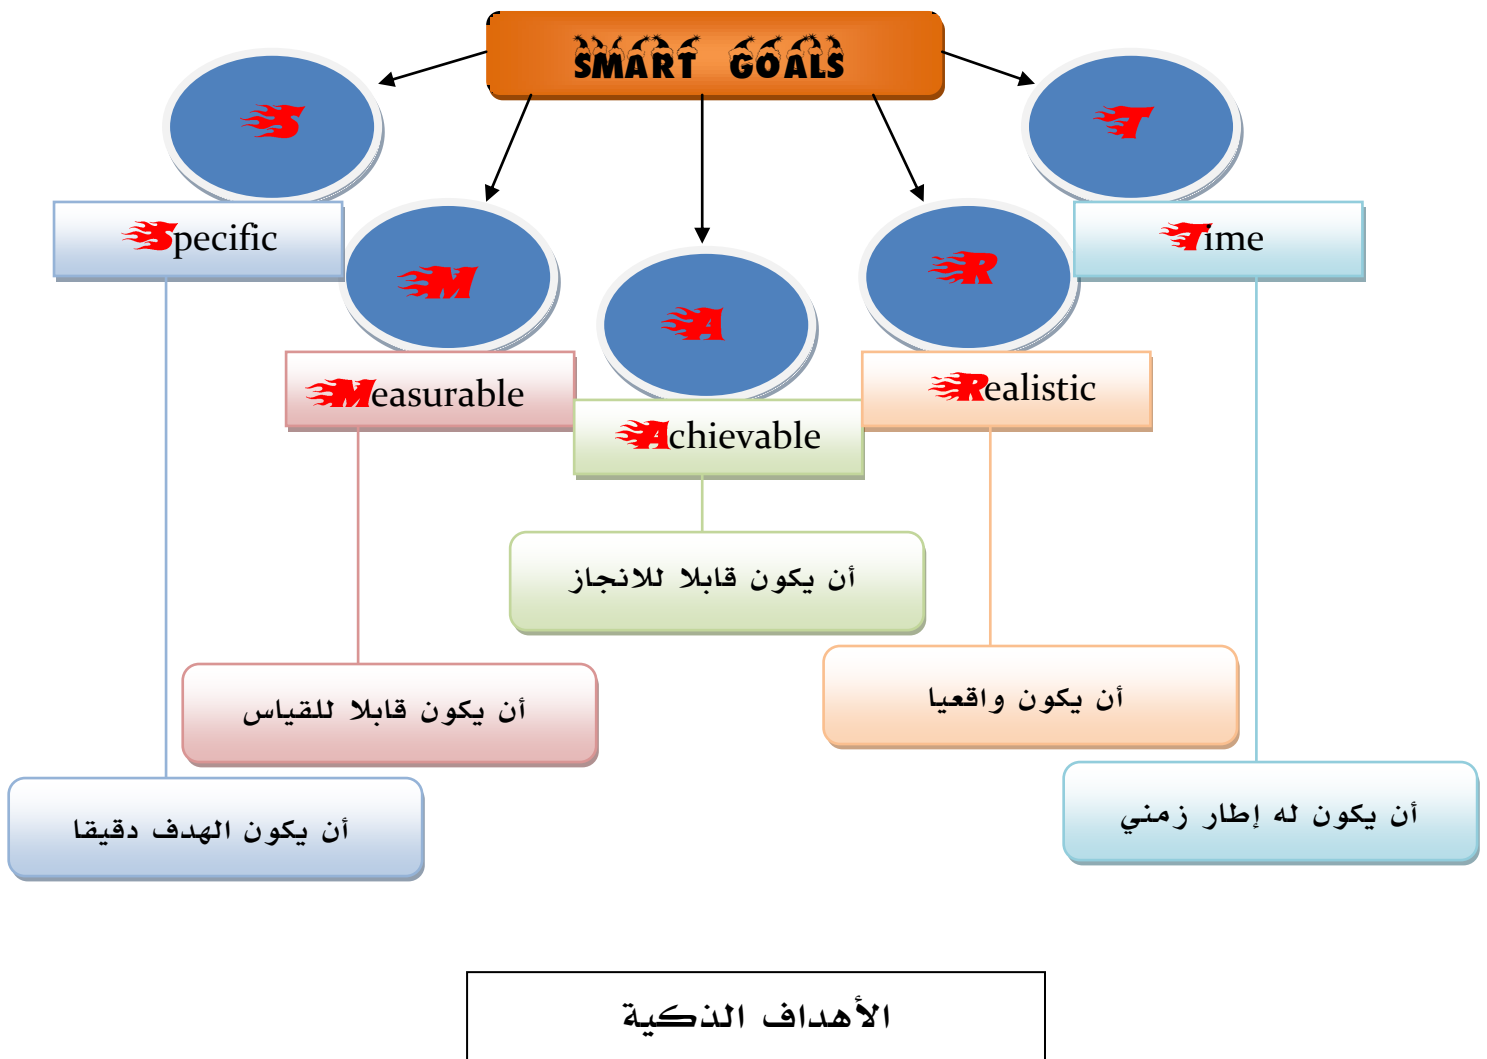 SMART GOALS
S
T
Specific
Time
M
R
A
Measurable
Realistic
Achievable
أن يكون قابلا للانجاز
أن يكون قابلا للقياس
أن يكون واقعيا
أن يكون الهدف دقيقا
أن يكون له إطار زمني
الأهداف الذكية